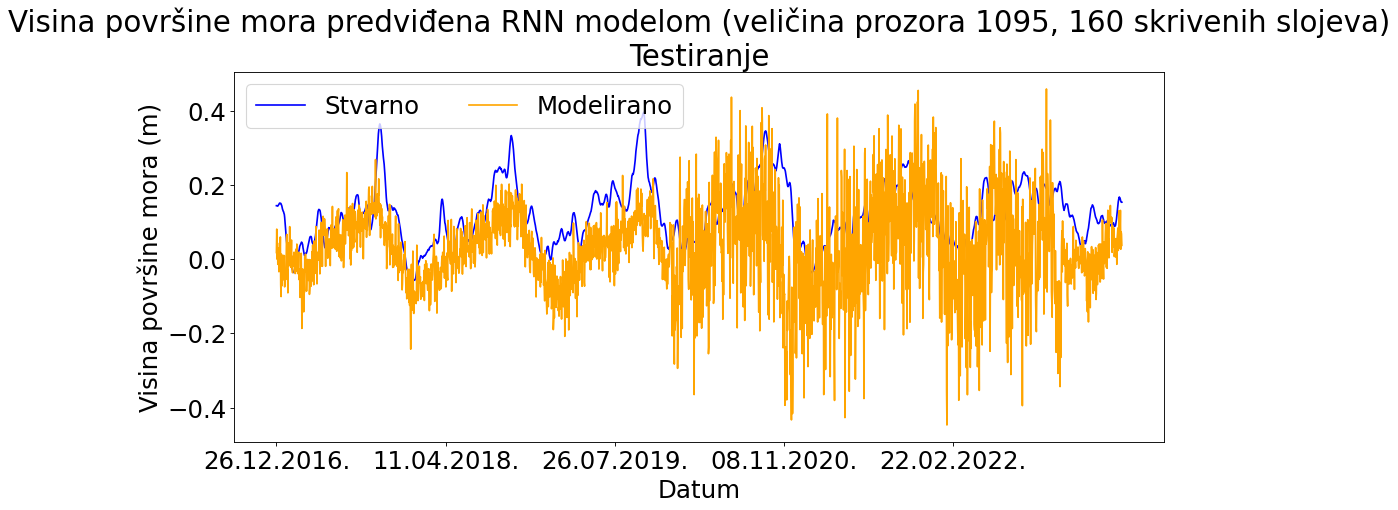 Visina površine mora predviđena RNN modelom (veličina prozora 1095, 160 skrivenih slojeva)
Testiranje
Stvarno Modelirano
Visina površine mora (m)
0.4
0.2
0.0
−0.2
−0.4
26.12.2016. 11.04.2018. 26.07.2019. 08.11.2020. 22.02.2022.
Datum